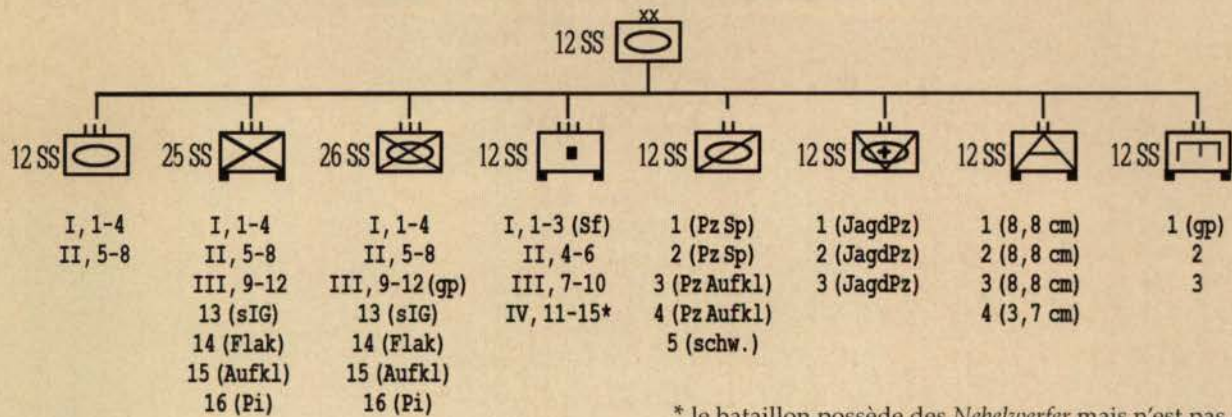 xx
12 SS
12 SS
25 SS
26 SS
12 SS
12 SS
12 SS
12 SS
12 SS
I, 1-4
II, 5-8
I, 1-4
II, 5-8
III, 9-12
13 (sIG)
14 (Flak)
15 (Aufkl)
16 (Pi)
I, 1-4
II, 5-8
III, 9-12 (gp)
13 (sIG)
14 (Flak)
15 (Aufkl)
16 (Pi)
I, 1-3 (Sf)
II, 4-6
III, 7-10
IV, 11-15*
1 (Pz Sp)
2 (Pz Sp)
3 (Pz Aufkl)
4 (Pz Aufkl)
5 (schw.)
1 (JagdPz)
2 (JagdPz)
3 (JagdPz)
1 (8,8 cm)
2 (8,8 cm)
3 (8,8 cm)
4 (3,7 cm)
1 (gp)
2
3
* le bataillon possède des Nebelwerfer mais n'est pas